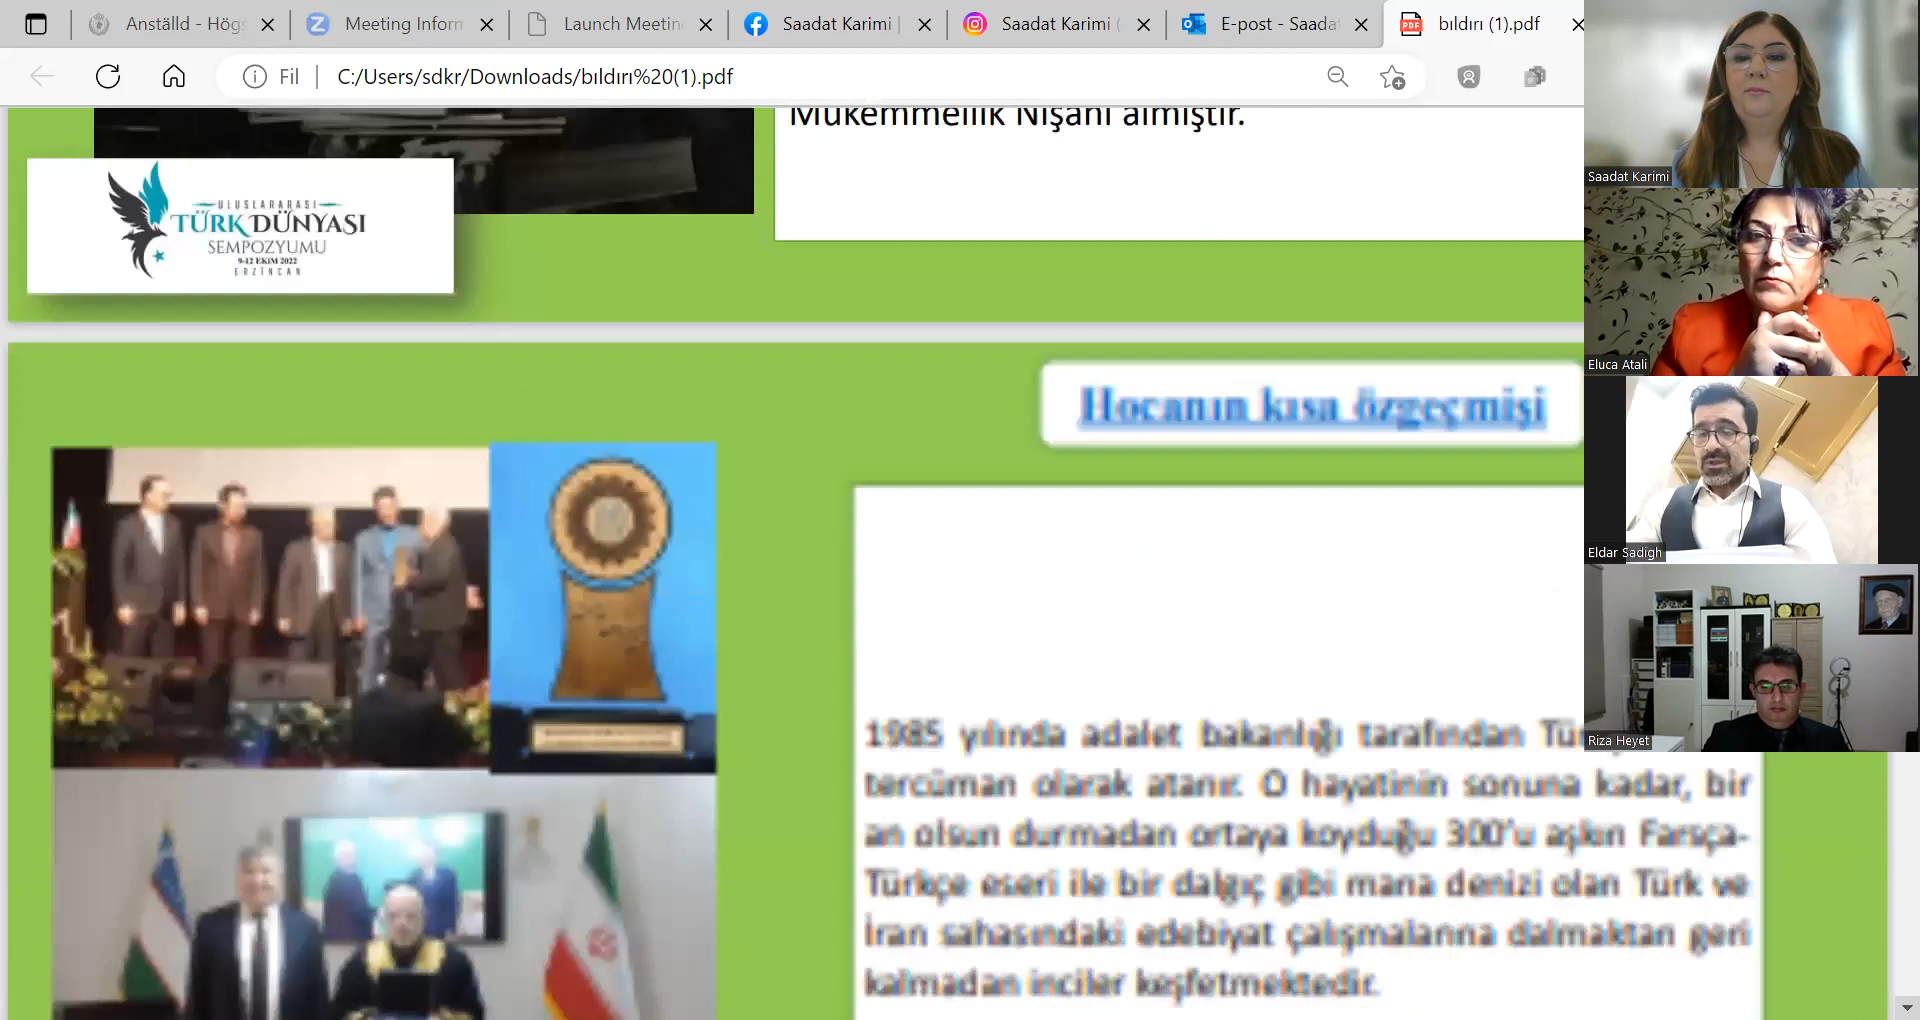 Anställd - Högs
Meeting Inform
Launch Meetin
Saadat Karimi |
Saadat Karimi (
E-post - Saada
bıldırı (1).pdf
Fil
C:/Users/sdkr/Downloads/bıldırı%20(1).pdf
Mükemmellik Nişanı almıştır.
ULUSLARARASI
TÜRK DÜNYASI
SEMPOZYUMU
9-12 EKİM 2022
ERZİNCAN
Hocanın kısa özgeçmişi
1985 yılında adalet bakanlığı tarafından
tercüman olarak atanır. O hayatinin sonuna kadar, bir
an olsun durmadan ortaya koyduğu 300'u aşkın Farsça-
Türkçe eseri ile bir dalgıç gibi mana denizi olan Türk ve
İran sahasındaki edebiyat çalışmalarına dalmaktan geri
kalmadan inciler keşfetmektedir.
Saadat Karimi
Eluca Atali
Eldar Sadigh
Riza Heyet